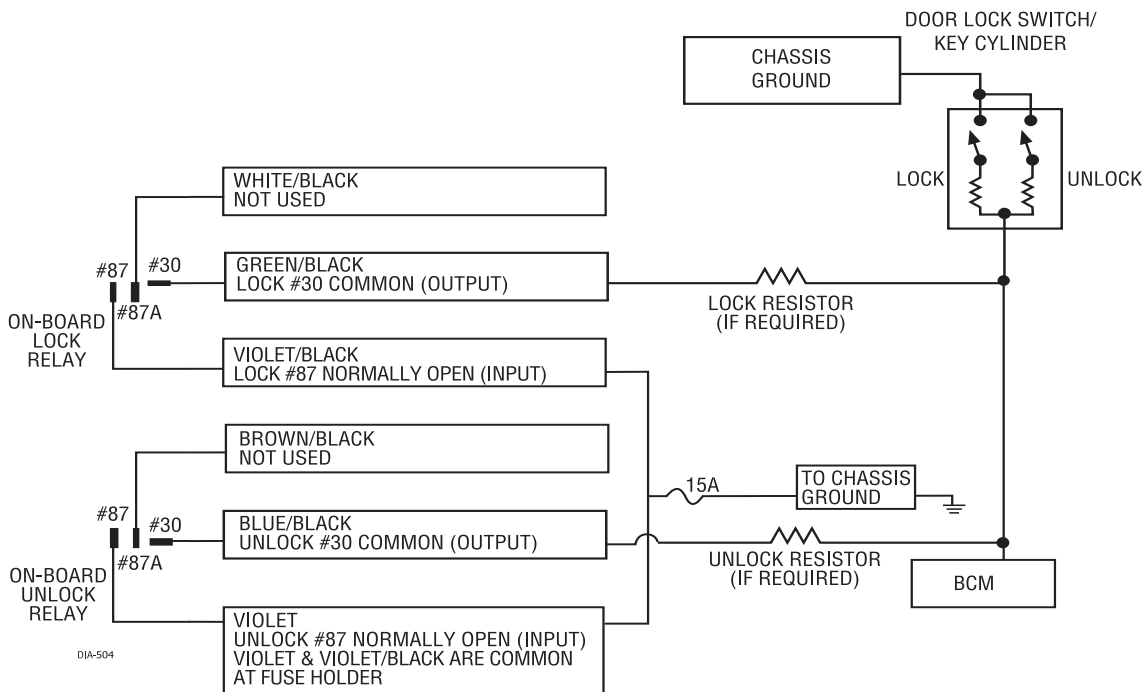 DOOR LOCK SWITCH/
KEY CYLINDER
CHASSIS
GROUND
LOCK
UNLOCK
WHITE/BLACK
NOT USED
#87
#30
#87A
GREEN/BLACK
LOCK #30 COMMON (OUTPUT)
LOCK RESISTOR
(IF REQUIRED)
ON-BOARD
LOCK
RELAY
VIOLET/BLACK
LOCK #87 NORMALLY OPEN (INPUT)
BROWN/BLACK
NOT USED
15A
TO CHASSIS
GROUND
#87
#30
#87A
BLUE/BLACK
UNLOCK #30 COMMON (OUTPUT)
UNLOCK RESISTOR
(IF REQUIRED)
BCM
ON-BOARD
UNLOCK
RELAY
VIOLET
UNLOCK #87 NORMALLY OPEN (INPUT)
VIOLET & VIOLET/BLACK ARE COMMON
AT FUSE HOLDER
DIA-504